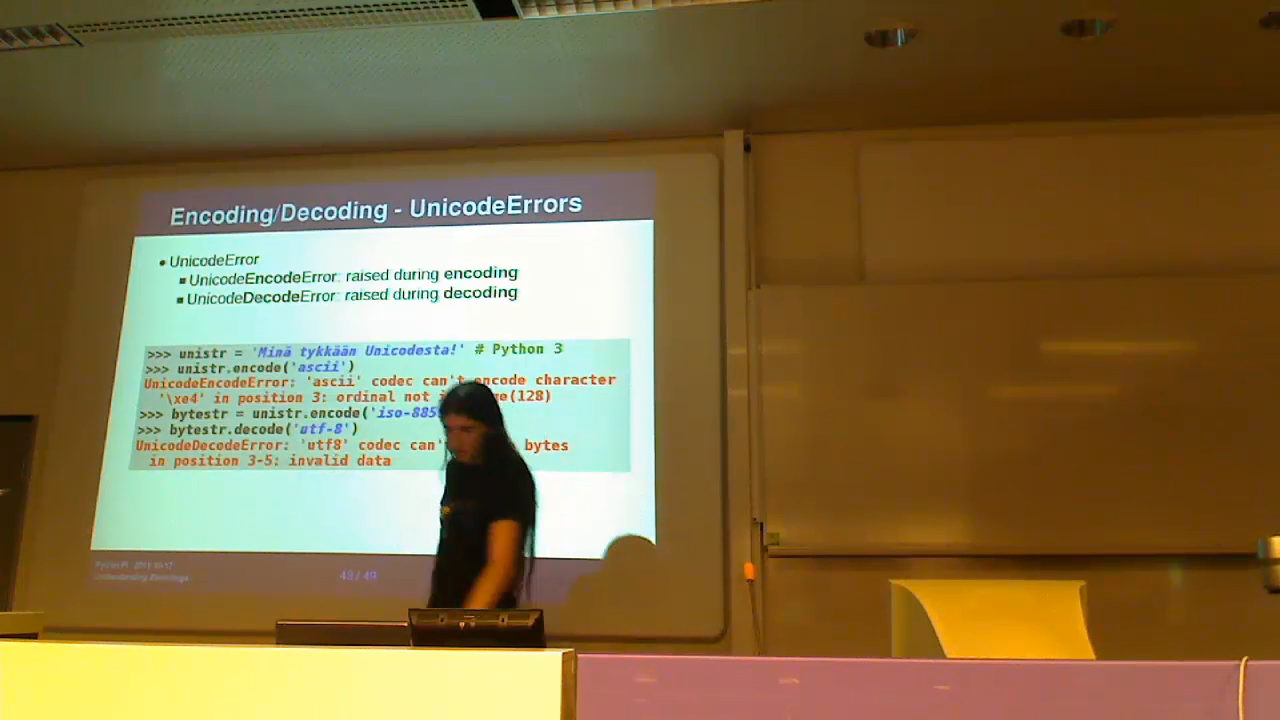 Encoding/Decoding - UnicodeErrors
UnicodeError
UnicodeEncodeError: raised during encoding
UnicodeDecodeError: raised during decoding
>>> unistr = 'Minä tykkään Unicodesta!' # Python 3
>>> unistr.encode('ascii')
UnicodeEncodeError: 'ascii' codec can't encode character
'\xe4' in position 3: ordinal not (128)
>>> bytestr = unistr.encode('iso-885
>>> bytestr.decode('utf-8')
UnicodeDecodeError: 'utf8' codec can' bytes
in position 3-5: invalid data
/ 49